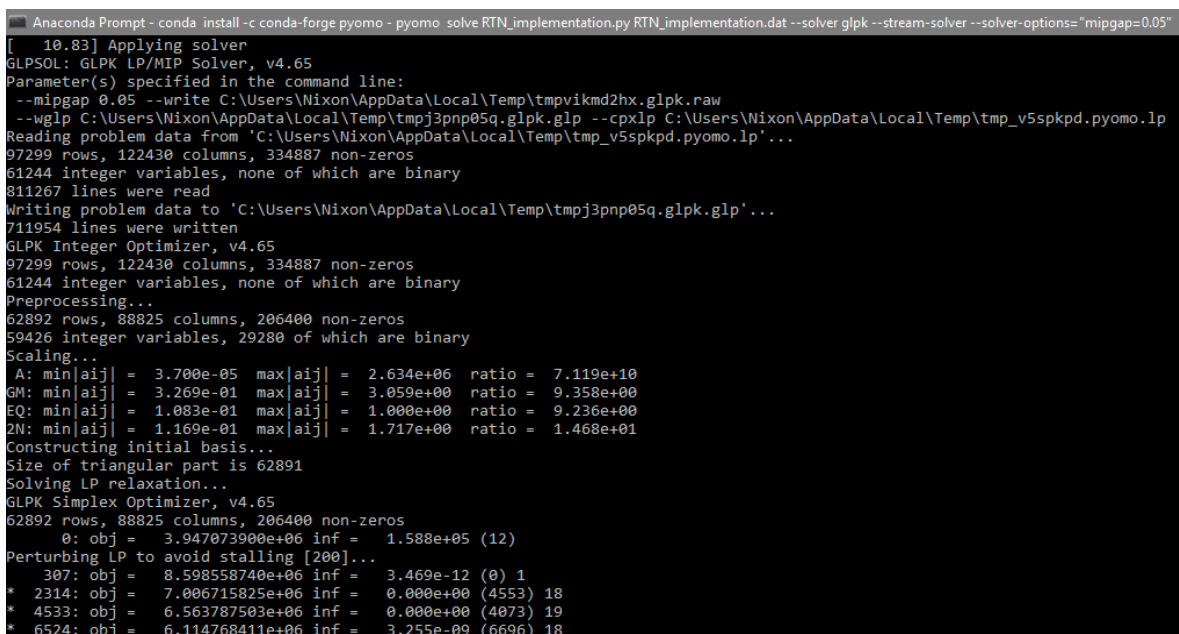 Anaconda Prompt - conda  install -c conda-forge pyomo - pyomo  solve RTN_implementation.py RTN_implementation.dat --solver glpk --stream-solver --solver-options="mipgap=0.05"
[   10.83] Applying solver
GLPSOL: GLPK LP/MIP Solver, v4.65
Parameter(s) specified in the command line:
 --mipgap 0.05 --write C:\Users\Nixon\AppData\Local\Temp\tmpvikmd2hx.glpk.raw
 --wglp C:\Users\Nixon\AppData\Local\Temp\tmpj3pnp05q.glpk.glp --cpxlp C:\Users\Nixon\AppData\Local\Temp\tmp_v5spkpd.pyomo.lp
Reading problem data from 'C:\Users\Nixon\AppData\Local\Temp\tmp_v5spkpd.pyomo.lp'...
97299 rows, 122430 columns, 334887 non-zeros
61244 integer variables, none of which are binary
811267 lines were read
Writing problem data to 'C:\Users\Nixon\AppData\Local\Temp\tmpj3pnp05q.glpk.glp'...
711954 lines were written
GLPK Integer Optimizer, v4.65
97299 rows, 122430 columns, 334887 non-zeros
61244 integer variables, none of which are binary
Preprocessing...
62892 rows, 88825 columns, 206400 non-zeros
59426 integer variables, 29280 of which are binary
Scaling...
 A: min|aij| =  3.700e-05  max|aij| =  2.634e+06  ratio =  7.119e+10
GM: min|aij| =  3.269e-01  max|aij| =  3.059e+00  ratio =  9.358e+00
EQ: min|aij| =  1.083e-01  max|aij| =  1.000e+00  ratio =  9.236e+00
2N: min|aij| =  1.169e-01  max|aij| =  1.717e+00  ratio =  1.468e+01
Constructing initial basis...
Size of triangular part is 62891
Solving LP relaxation...
GLPK Simplex Optimizer, v4.65
62892 rows, 88825 columns, 206400 non-zeros
      0: obj =   3.947073900e+06 inf =   1.588e+05 (12)
Perturbing LP to avoid stalling [200]...
    307: obj =   8.598558740e+06 inf =   3.469e-12 (0) 1
*  2314: obj =   7.006715825e+06 inf =   0.000e+00 (4553) 18
*  4533: obj =   6.563787503e+06 inf =   0.000e+00 (4073) 19
*  6524: obj =   6.114768411e+06 inf =   3.255e-09 (6696) 18